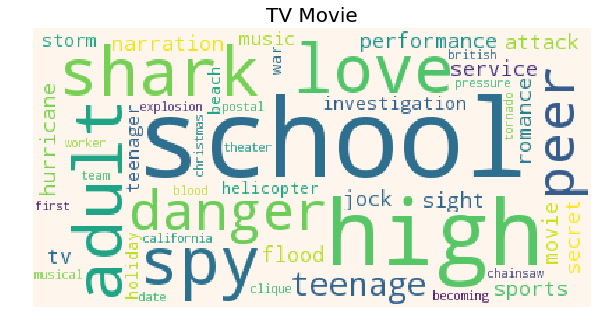 TV Movie
storm
narration
music
performance
attack
shark
love
war
british
service
pressure
hurricane
adult
teenager
explosion
beach
postal
investigation
school
romance
tornado
peer
worker
christmas
theater
team
first
blood
helicopter
danger
jock
sight
high
movie
secret
holiday
california
tv
spy
flood
teenage
chainsaw
musical
date
clique
becoming
sports